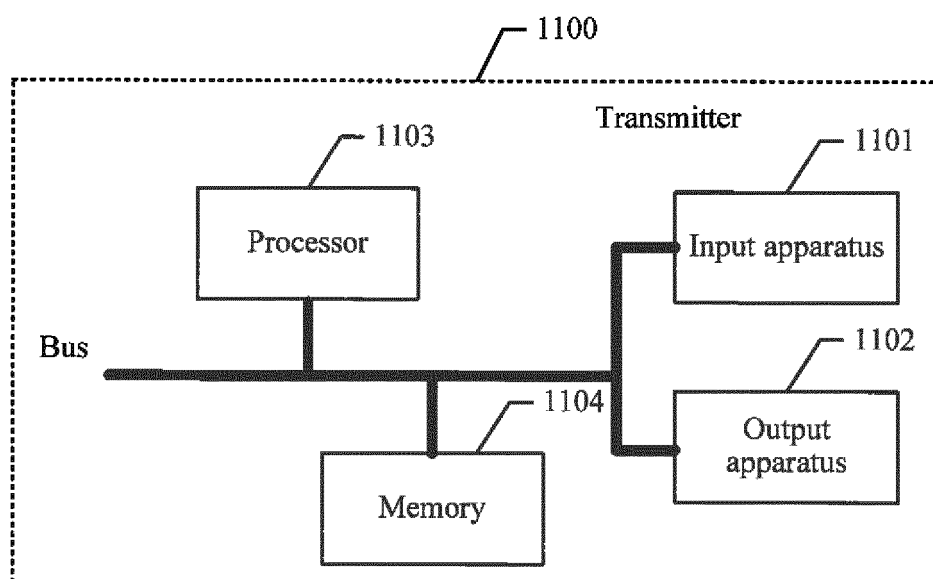 1100
Transmitter
1103
1101
Processor
Input apparatus
Bus
1102
1104
Output
apparatus
Memory